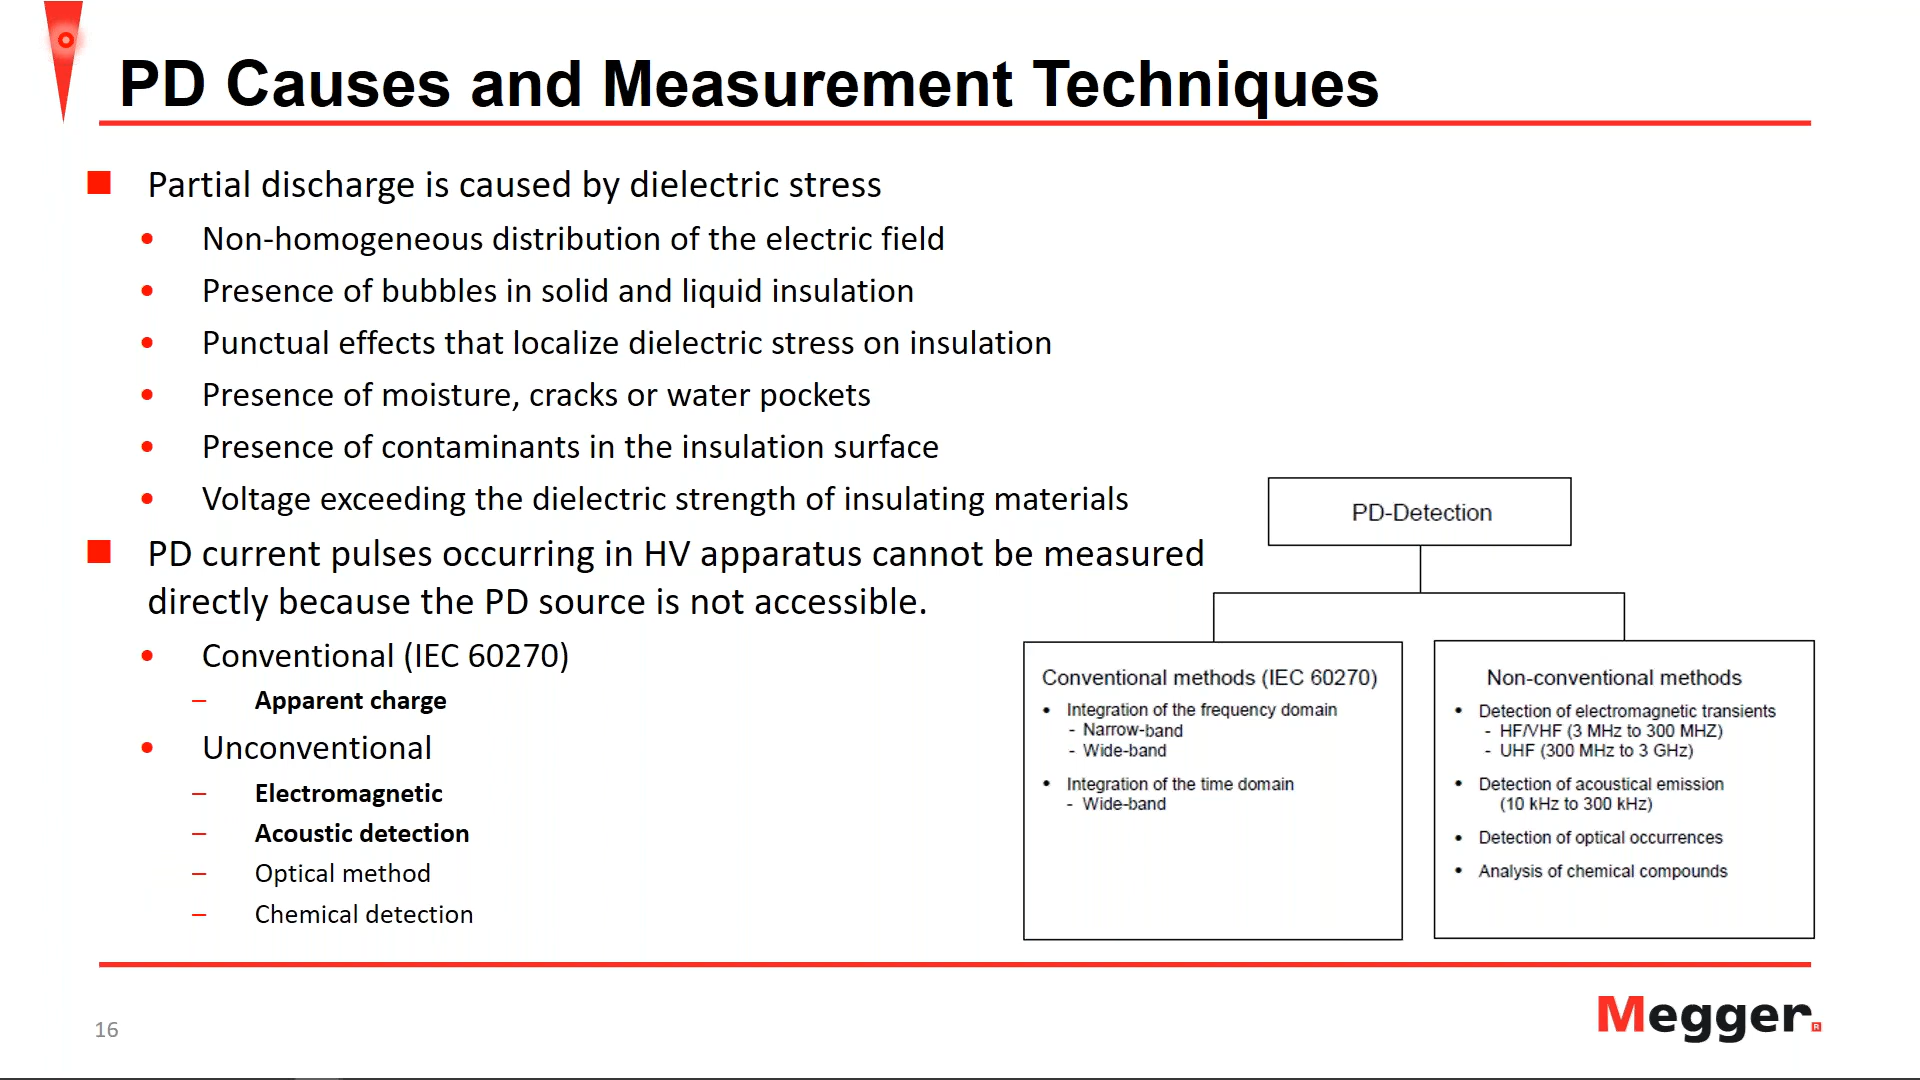 PD Causes and Measurement Techniques
■ Partial discharge is caused by dielectric stress
• Non-homogeneous distribution of the electric field
• Presence of bubbles in solid and liquid insulation
• Punctual effects that localize dielectric stress on insulation
• Presence of moisture, cracks or water pockets
• Presence of contaminants in the insulation surface
• Voltage exceeding the dielectric strength of insulating materials
■ PD current pulses occurring in HV apparatus cannot be measured
directly because the PD source is not accessible.
• Conventional (IEC 60270)
– Apparent charge
• Unconventional
– Electromagnetic
– Acoustic detection
– Optical method
– Chemical detection
PD-Detection
Conventional methods (IEC 60270)
• Integration of the frequency domain
- Narrow-band
- Wide-band
• Integration of the time domain
- Wide-band
Non-conventional methods
• Detection of electromagnetic transients
- HF/VHF (3 MHz to 300 MHZ)
- UHF (300 MHz to 3 GHz)
• Detection of acoustical emission
(10 kHz to 300 kHz)
• Detection of optical occurrences
• Analysis of chemical compounds
16
Megger®